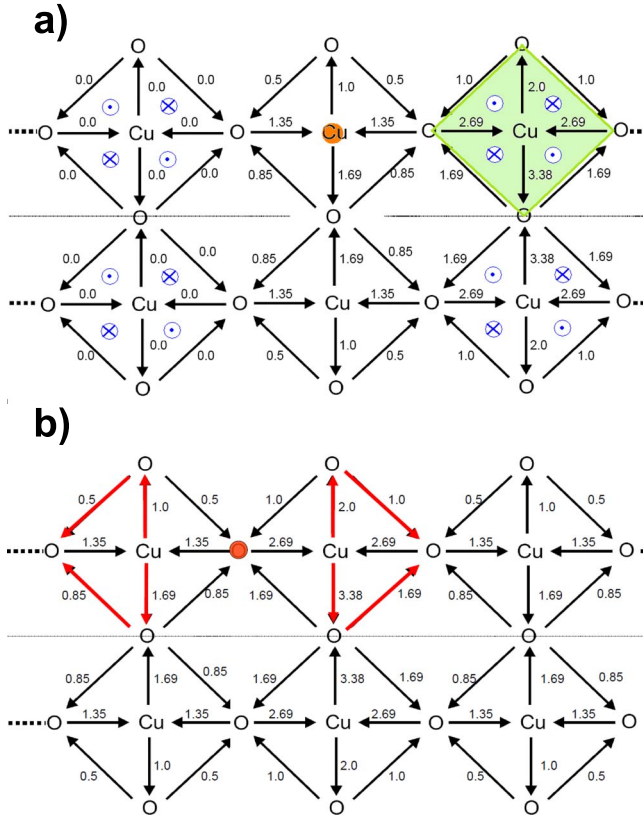 a)
O O O
0.0 0.0 0.0 0.5 1.0 0.5 1.0 2.0 1.0
0.0 0.0 1.35 1.35 2.69 2.69
O Cu O Cu O Cu O
0.0 0.0 0.0 0.85 1.69 0.85 1.69 3.38 1.69
O O O
0.0 0.0 0.0 0.85 1.69 0.85 1.69 3.38 1.69
0.0 0.0 1.35 1.35 2.69 2.69
O Cu O Cu O Cu O
0.0 0.0 0.0 0.5 1.0 0.5 1.0 2.0 1.0
O O O
b)
O O O
0.5 1.0 0.5 1.0 2.0 1.0 0.5 1.0 0.5
1.35 1.35 2.69 2.69 1.35 1.35
O Cu Cu O Cu O
0.85 1.69 0.85 1.69 3.38 1.69 0.85 1.69 0.85
O O O
0.85 1.69 0.85 1.69 3.38 1.69 0.85 1.69 0.85
1.35 1.35 2.69 2.69 1.35 1.35
O Cu O Cu O Cu O
0.5 1.0 0.5 1.0 2.0 1.0 0.5 1.0 0.5
O O O